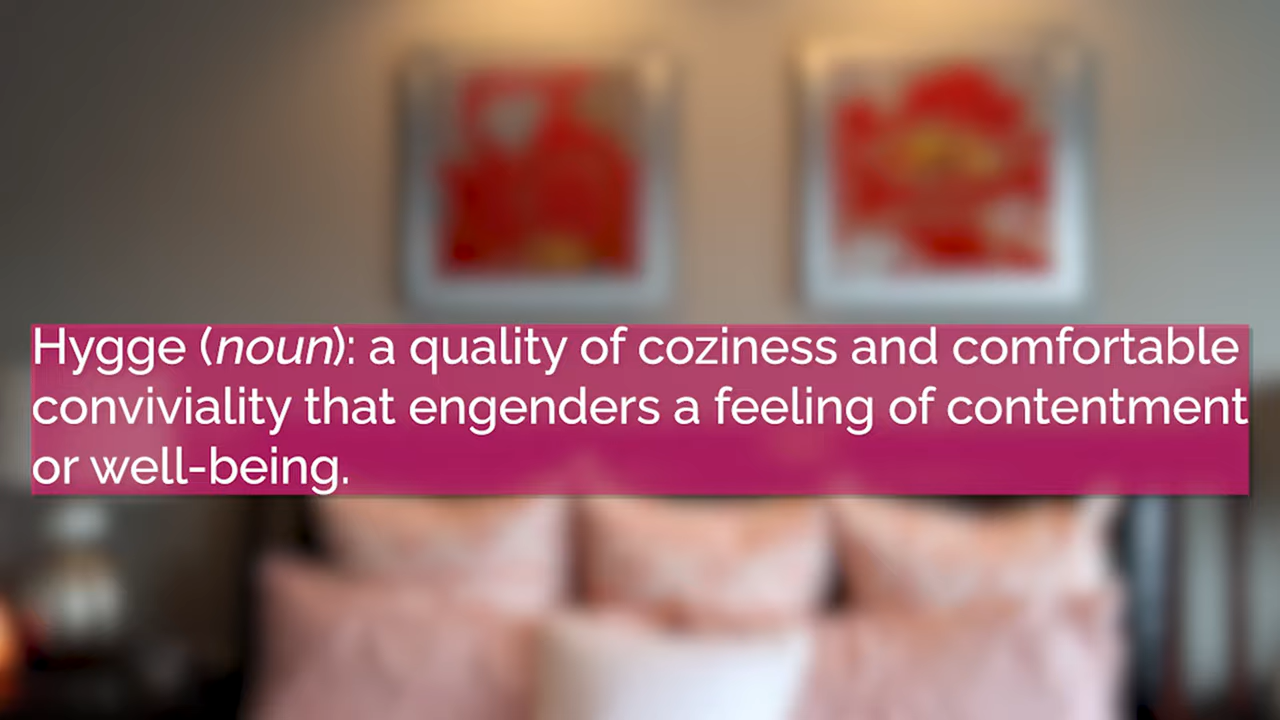 Hygge (noun): a quality of coziness and comfortable
conviviality that engenders a feeling of contentment
or well-being.